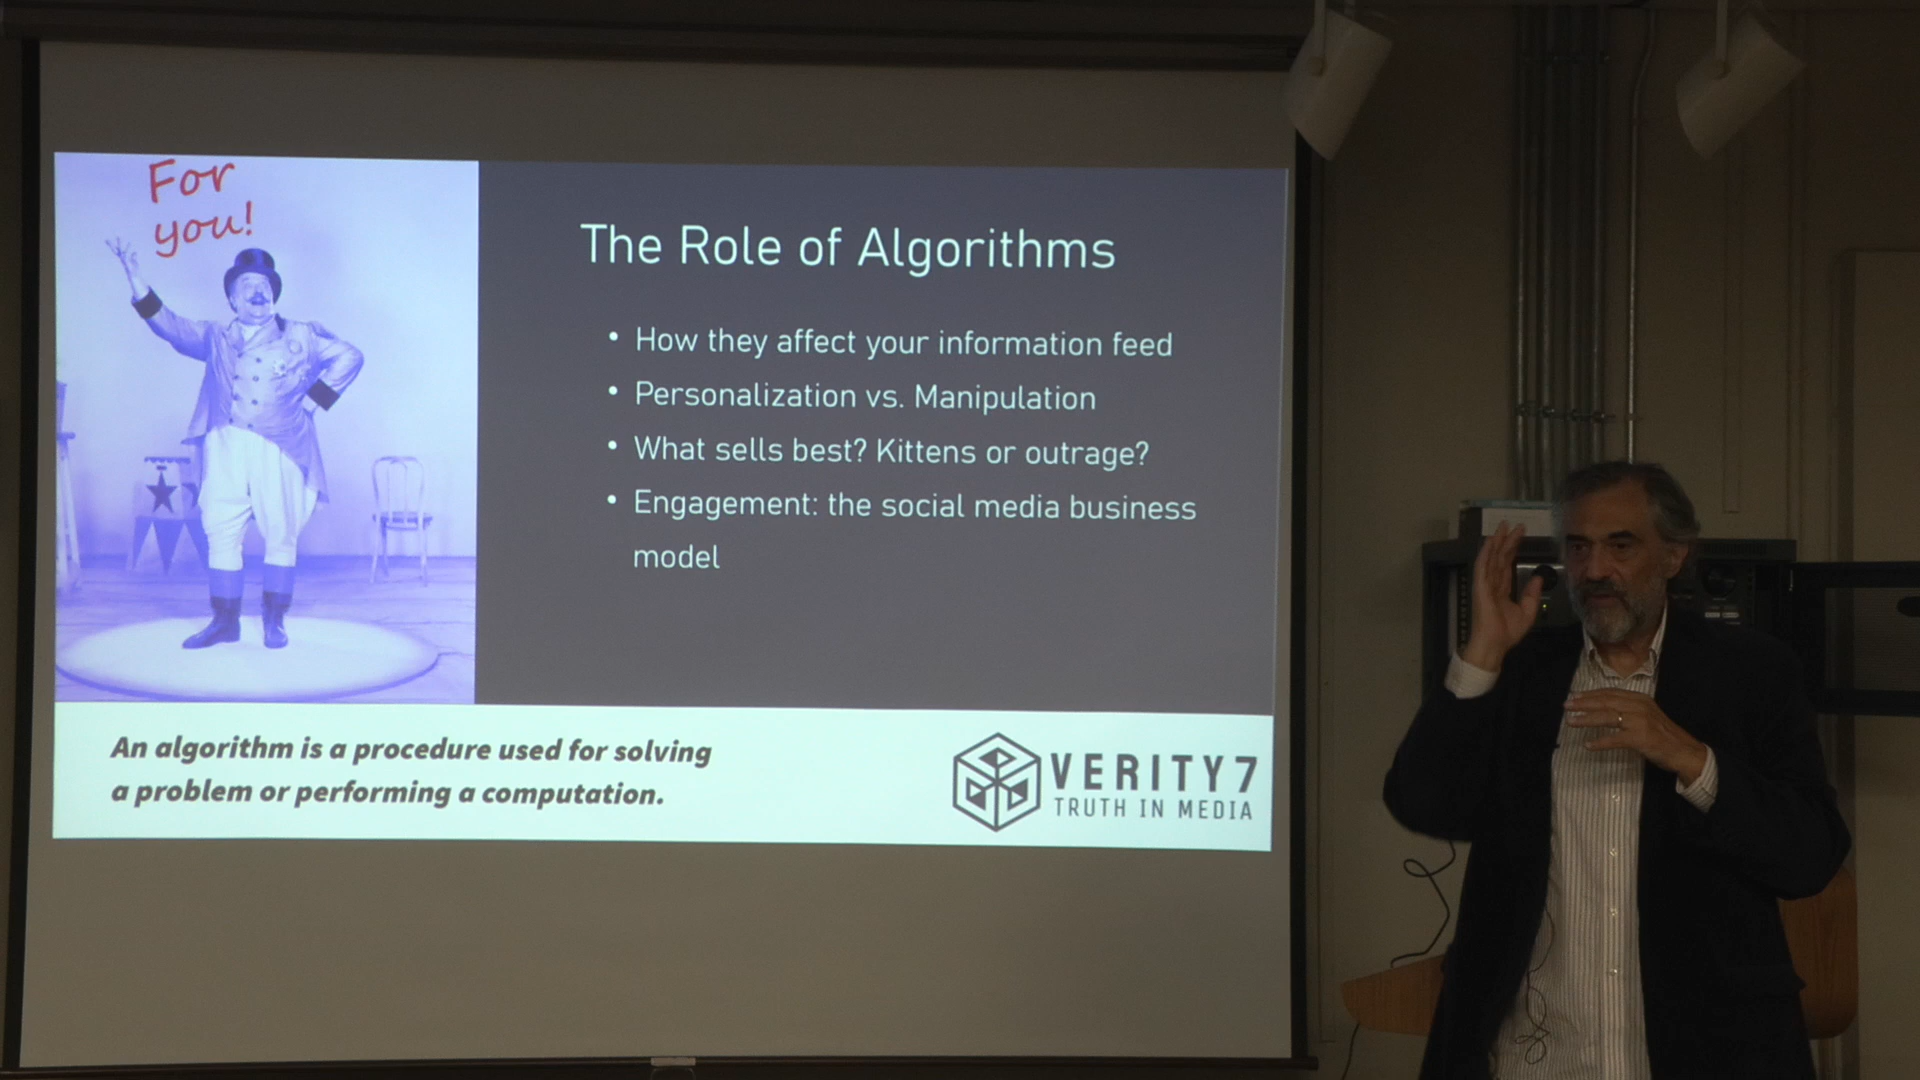 For
you!
The Role of Algorithms
• How they affect your information feed
• Personalization vs. Manipulation
• What sells best? Kittens or outrage?
• Engagement: the social media business
model
An algorithm is a procedure used for solving
a problem or performing a computation.
VERITY7
TRUTH IN MEDIA